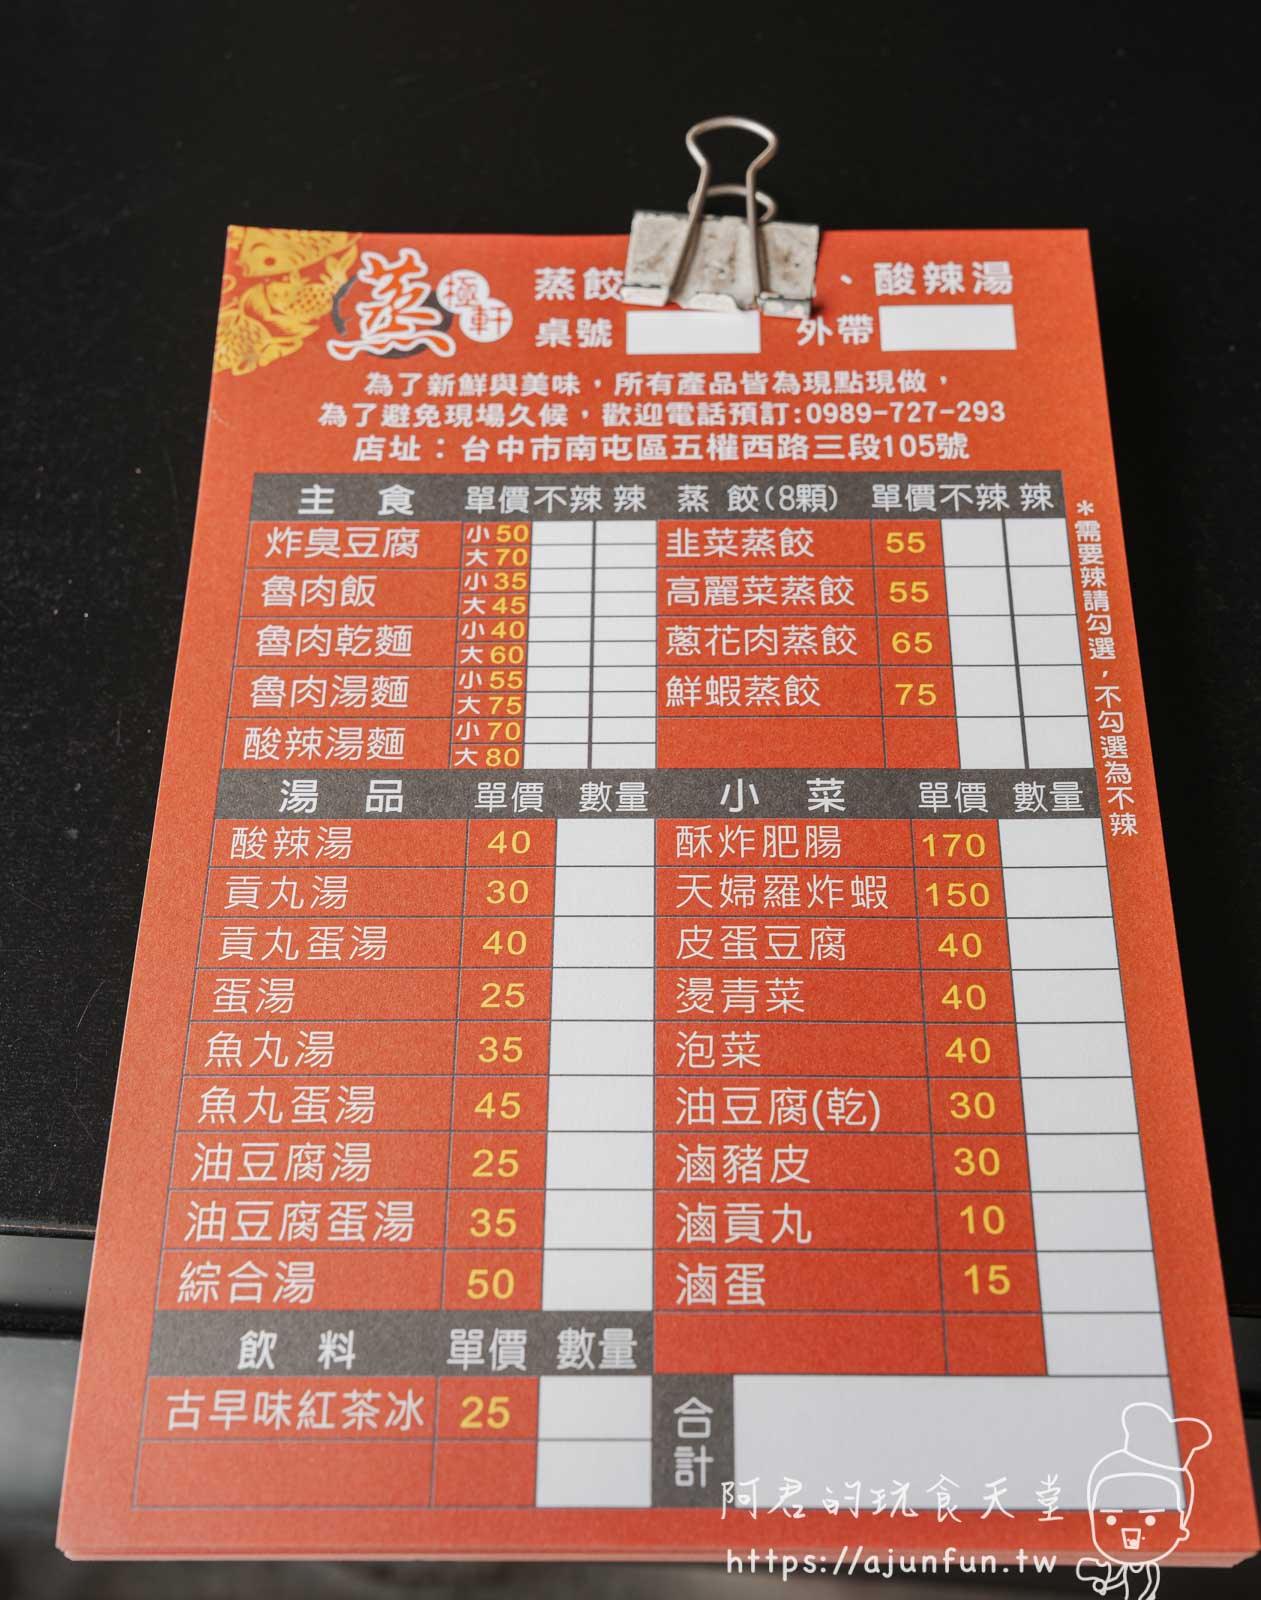 蒸
極軒
蒸餃 、酸辣湯
桌號 外帶
為了新鮮與美味，所有產品皆為現點現做，
為了避免現場久候，歡迎電話預訂:0989-727-293
店址：台中市南屯區五權西路三段105號
主食 單價 不辣 辣 蒸餃(8顆) 單價 不辣 辣
炸臭豆腐 小50 大70 韭菜蒸餃 55
魯肉飯 小35 大45 高麗菜蒸餃 55
魯肉乾麵 小40 大60 蔥花肉蒸餃 65
魯肉湯麵 小55 大75 鮮蝦蒸餃 75
酸辣湯麵 小70 大80
*需要辣請勾選，不勾選為不辣
湯品 單價 數量 小菜 單價 數量
酸辣湯 40 酥炸肥腸 170
貢丸湯 30 天婦羅炸蝦 150
貢丸蛋湯 40 皮蛋豆腐 40
蛋湯 25 燙青菜 40
魚丸湯 35 泡菜 40
魚丸蛋湯 45 油豆腐(乾) 30
油豆腐湯 25 滷豬皮 30
油豆腐蛋湯 35 滷貢丸 10
綜合湯 50 滷蛋 15
飲料 單價 數量
古早味紅茶冰 25 合計
阿君的玩食天堂
https://ajunfun.tw